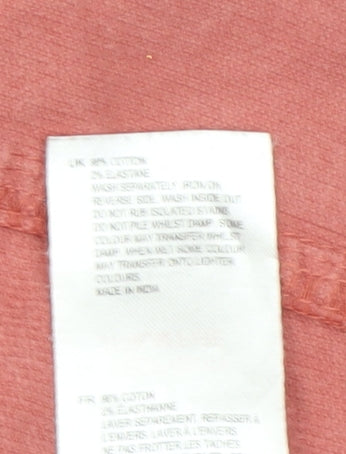 UK 98% COTTON
2% ELASTANE
WASH SEPARATELY IRON ON
REVERSE SIDE. WASH INSIDE OUT
DO NOT RUB ISOLATED STAINS
DO NOT PILE WHILST DAMP SOME
COLOUR MAY TRANSFER WHILST
DAMP WHEN WET SOME COLOUR
MAY TRANSFER ONTO LIGHTER
COLOURS.
MADE IN INDIA
FR 98% COTON
2% ELASTHANNE
LAVER SEPAREMENT. REPASSER A
L'ENVERS. LAVER A L'ENVERS.
NE PAS FROTTER LES TACHES